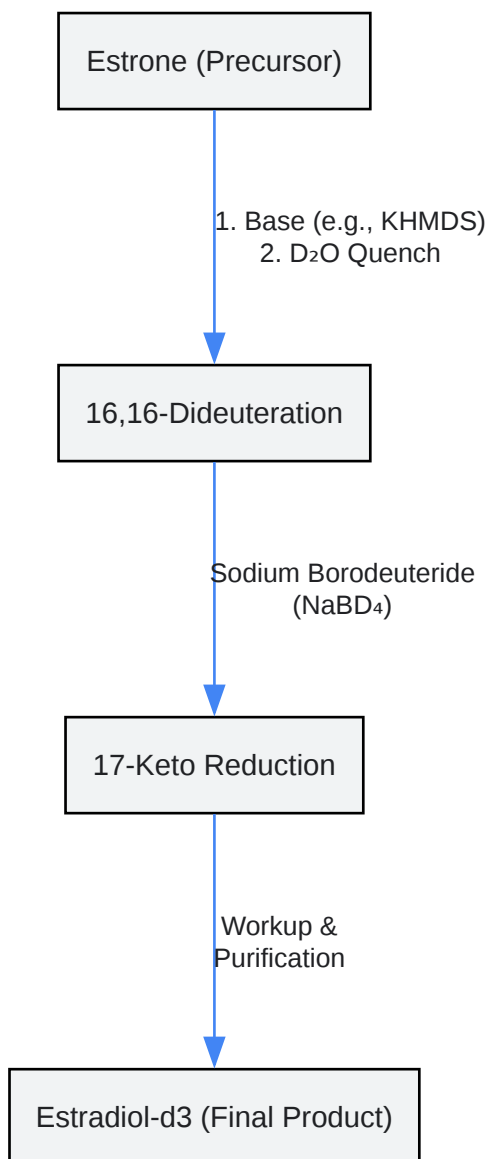 Estrone (Precursor)
1. Base (e.g., KHMDS)
2. D₂O Quench
16,16-Dideuteration
Sodium Borodeuteride
(NaBD₄)
17-Keto Reduction
Workup &
Purification
Estradiol-d3 (Final Product)